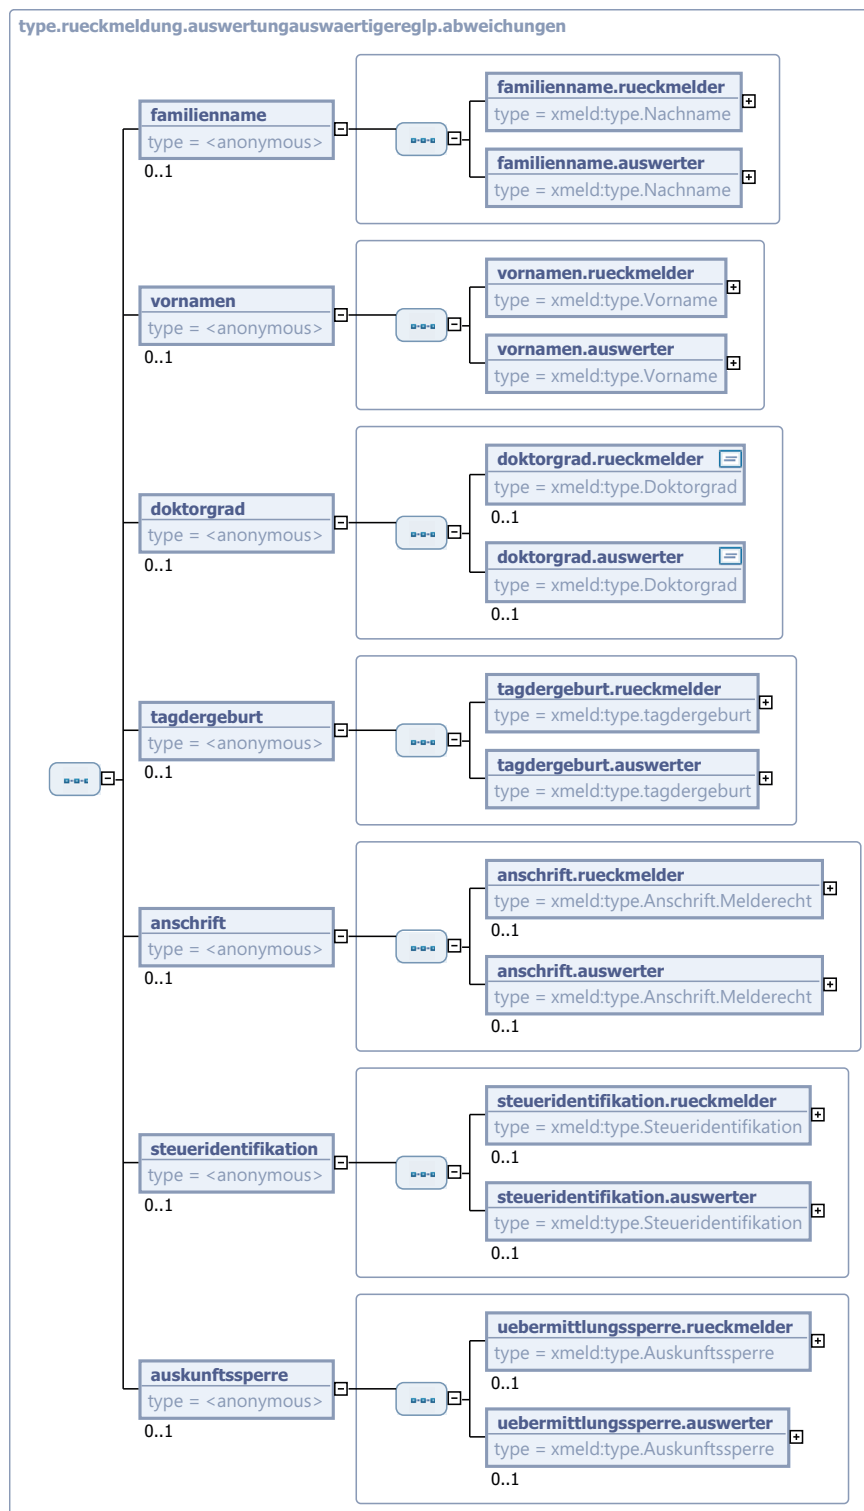 type.rueckmeldung.auswertungauswaertigereglp.abweichungen
familienname
type = <anonymous>
0..1
familienname.rueckmelder
type = xmeld:type.Nachname
familienname.auswerter
type = xmeld:type.Nachname
vornamen
type = <anonymous>
0..1
vornamen.rueckmelder
type = xmeld:type.Vorname
vornamen.auswerter
type = xmeld:type.Vorname
doktorgrad
type = <anonymous>
0..1
doktorgrad.rueckmelder
type = xmeld:type.Doktorgrad
0..1
doktorgrad.auswerter
type = xmeld:type.Doktorgrad
0..1
tagdergeburt
type = <anonymous>
0..1
tagdergeburt.rueckmelder
type = xmeld:type.tagdergeburt
tagdergeburt.auswerter
type = xmeld:type.tagdergeburt
anschrift
type = <anonymous>
0..1
anschrift.rueckmelder
type = xmeld:type.Anschrift.Melderecht
0..1
anschrift.auswerter
type = xmeld:type.Anschrift.Melderecht
0..1
steueridentifikation
type = <anonymous>
0..1
steueridentifikation.rueckmelder
type = xmeld:type.Steueridentifikation
0..1
steueridentifikation.auswerter
type = xmeld:type.Steueridentifikation
0..1
auskunftssperre
type = <anonymous>
0..1
uebermittlungssperre.rueckmelder
type = xmeld:type.Auskunftssperre
0..1
uebermittlungssperre.auswerter
type = xmeld:type.Auskunftssperre
0..1